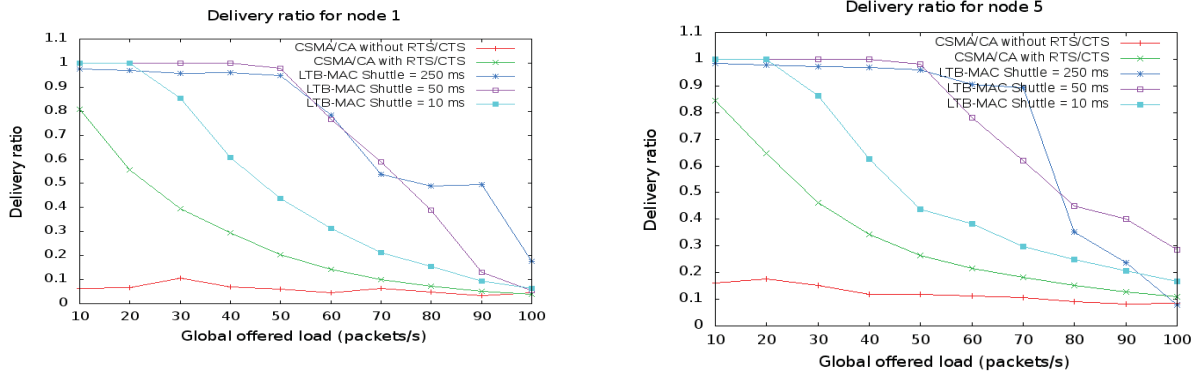 Delivery ratio for node 1
1.1
1
0.9
0.8
0.7
0.6
0.5
0.4
0.3
0.2
0.1
0
Delivery ratio
CSMA/CA without RTS/CTS
CSMA/CA with RTS/CTS
LTB-MAC Shuttle = 250 ms
LTB-MAC Shuttle = 50 ms
LTB-MAC Shuttle = 10 ms
10 20 30 40 50 60 70 80 90 100
Global offered load (packets/s)
Delivery ratio for node 5
1.1
1
0.9
0.8
0.7
0.6
0.5
0.4
0.3
0.2
0.1
0
Delivery ratio
CSMA/CA without RTS/CTS
CSMA/CA with RTS/CTS
LTB-MAC Shuttle = 250 ms
LTB-MAC Shuttle = 50 ms
LTB-MAC Shuttle = 10 ms
10 20 30 40 50 60 70 80 90 100
Global offered load (packets/s)